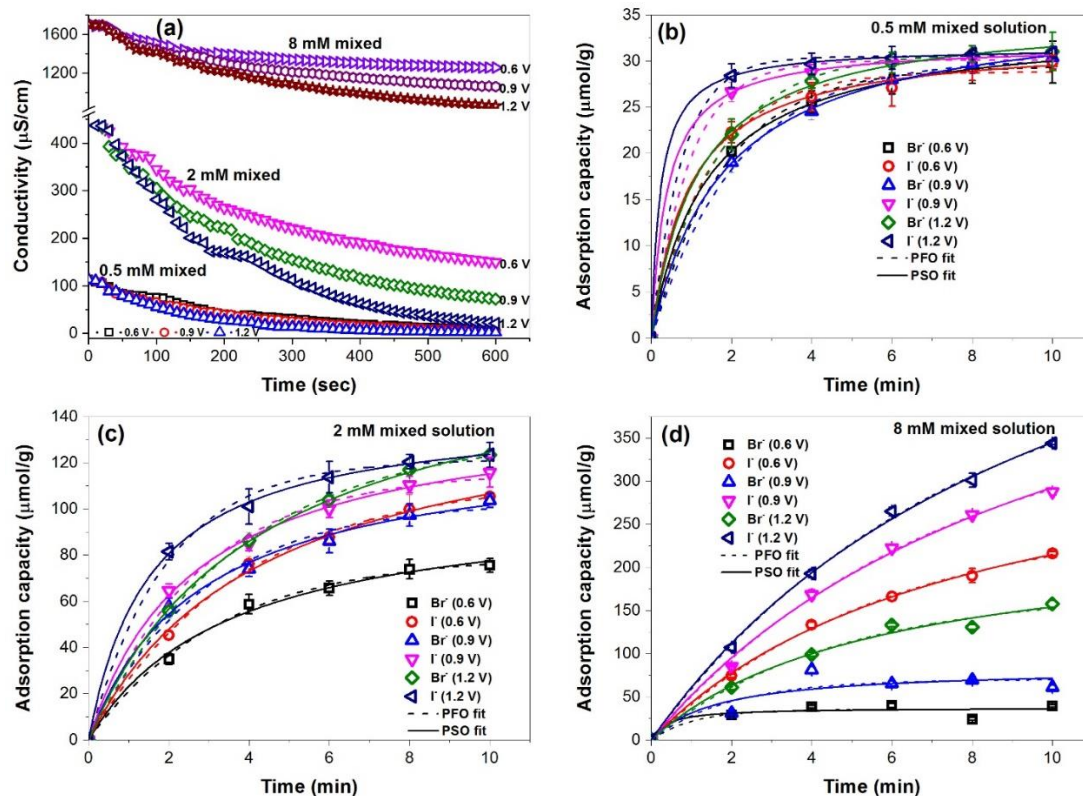 (a)
8 mM mixed
0.6 V
0.9 V
1.2 V
2 mM mixed
0.6 V
0.9 V
1.2 V
0.5 mM mixed
0.6 V 0.9 V 1.2 V
1600
1200
400
300
200
100
0
0 100 200 300 400 500 600
Conductivity (µS/cm)
Time (sec)
(b)
0.5 mM mixed solution
Br- (0.6 V)
I- (0.6 V)
Br- (0.9 V)
I- (0.9 V)
Br- (1.2 V)
I- (1.2 V)
PFO fit
PSO fit
35
30
25
20
15
10
5
0
0 2 4 6 8 10
Adsorption capacity (µmol/g)
Time (min)
(c)
2 mM mixed solution
Br- (0.6 V)
I- (0.6 V)
Br- (0.9 V)
I- (0.9 V)
Br- (1.2 V)
I- (1.2 V)
PFO fit
PSO fit
140
120
100
80
60
40
20
0
0 2 4 6 8 10
Adsorption capacity (µmol/g)
Time (min)
(d)
8 mM mixed solution
Br- (0.6 V)
I- (0.6 V)
Br- (0.9 V)
I- (0.9 V)
Br- (1.2 V)
I- (1.2 V)
PFO fit
PSO fit
350
300
250
200
150
100
50
0
0 2 4 6 8 10
Adsorption capacity (µmol/g)
Time (min)